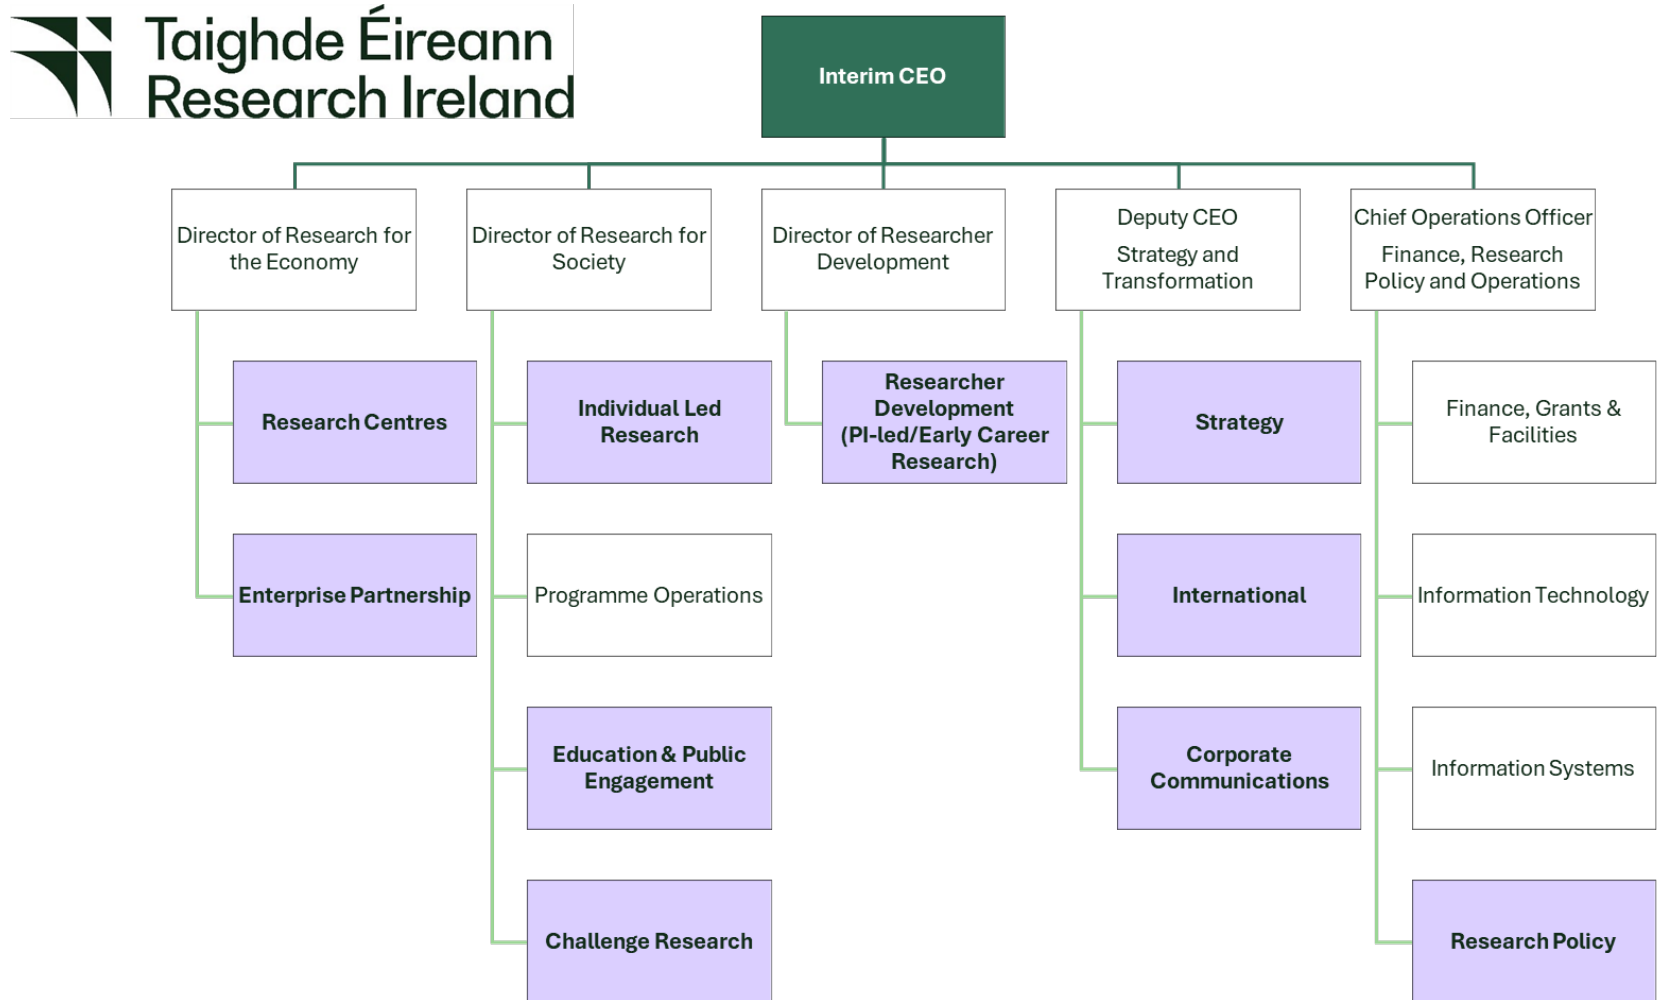 Taighde Éireann
Research Ireland
Interim CEO
Director of Research for
the Economy
Director of Research for
Society
Director of Researcher
Development
Deputy CEO
Strategy and
Transformation
Chief Operations Officer
Finance, Research
Policy and Operations
Research Centres
Individual Led
Research
Researcher
Development
(PI-led/Early Career
Research)
Strategy
Finance, Grants &
Facilities
Enterprise Partnership
Programme Operations
International
Information Technology
Education & Public
Engagement
Corporate
Communications
Information Systems
Challenge Research
Research Policy